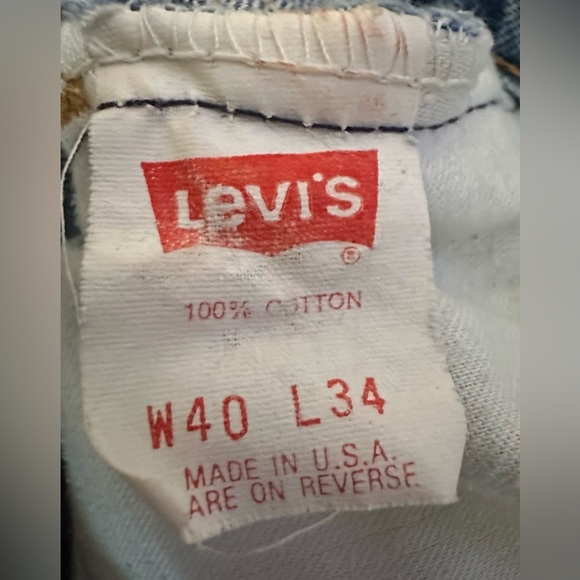 Levi's
®
100% COTTON
W40 L34
MADE IN U.S.A.
ARE ON REVERSE